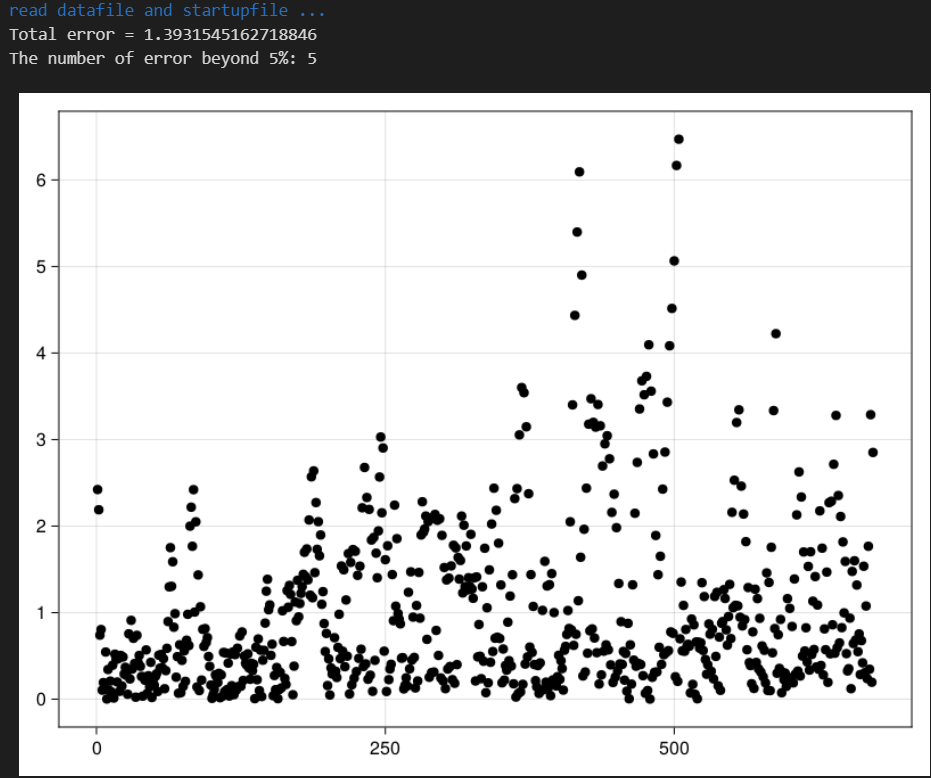 read datafile and startupfile ...
Total error = 1.3931545162718846
The number of error beyond 5%: 5
6
5
4
3
2
1
0
0 250 500